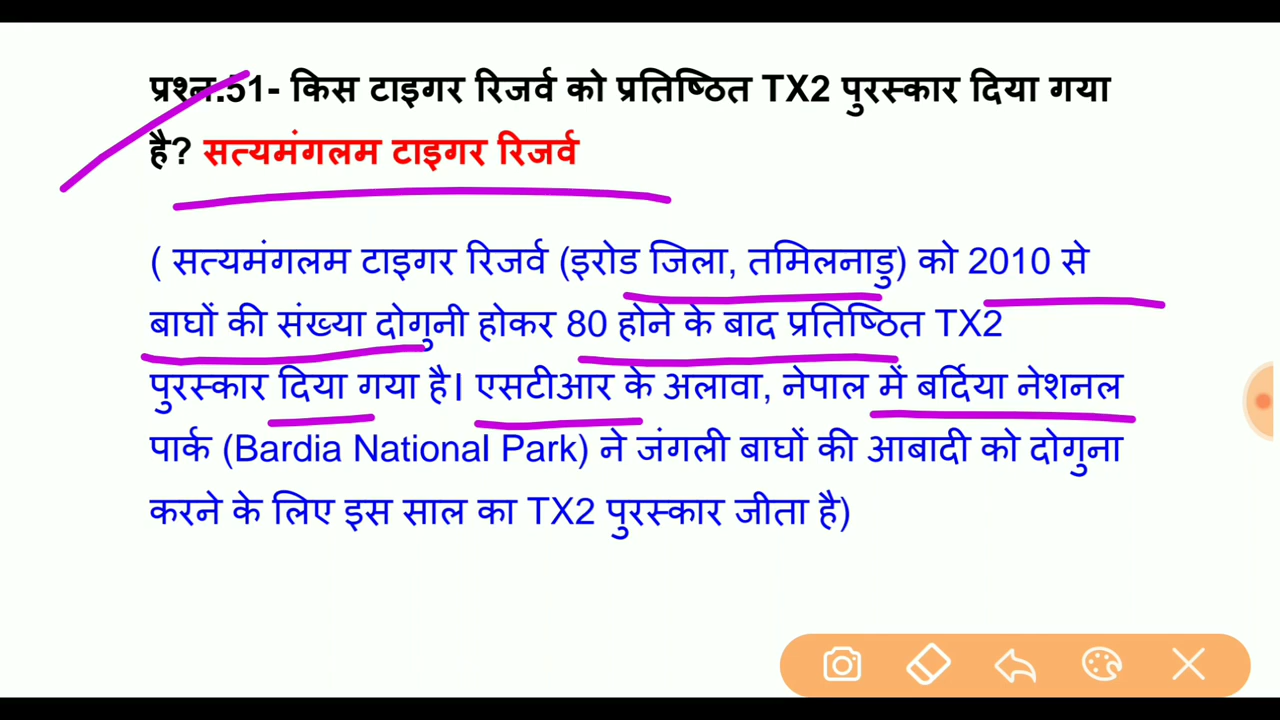 प्रश्न.51- किस टाइगर रिजर्व को प्रतिष्ठित TX2 पुरस्कार दिया गया
है? सत्यमंगलम टाइगर रिजर्व
( सत्यमंगलम टाइगर रिजर्व (इरोड जिला, तमिलनाडु) को 2010 से
बाघों की संख्या दोगुनी होकर 80 होने के बाद प्रतिष्ठित TX2
पुरस्कार दिया गया है। एसटीआर के अलावा, नेपाल में बर्दिया नेशनल
पार्क (Bardia National Park) ने जंगली बाघों की आबादी को दोगुना
करने के लिए इस साल का TX2 पुरस्कार जीता है)